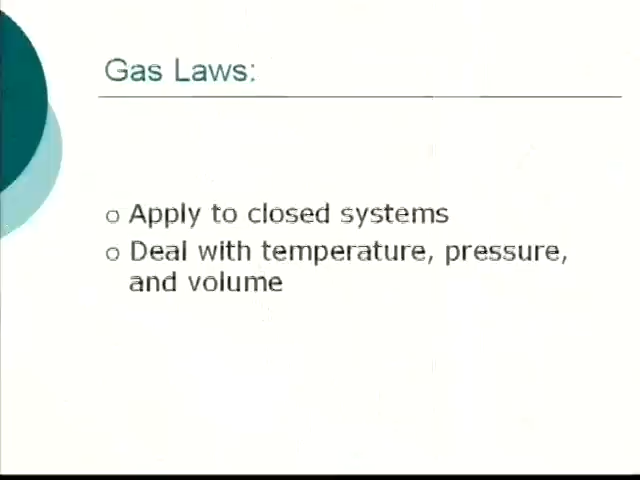 Gas Laws:
Apply to closed systems
Deal with temperature, pressure,
and volume